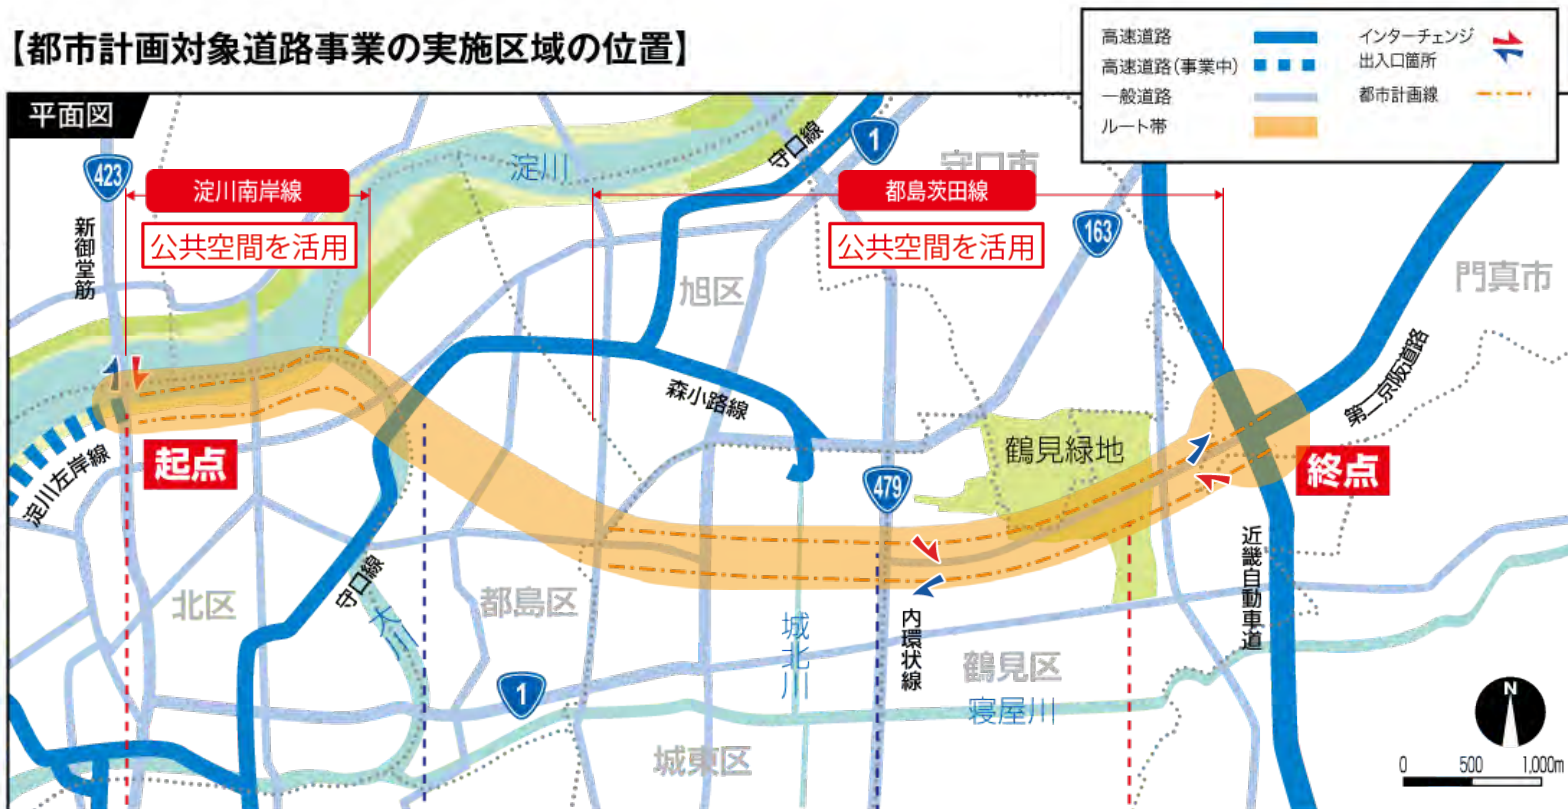 【都市計画対象道路事業の実施区域の位置】
高速道路
高速道路(事業中)
一般道路
ルート帯
インターチェンジ
出入口箇所
都市計画線
平面図
423
淀川南岸線
公共空間を活用
新御堂筋
淀川
守口線
1
守口市
都島茨田線
公共空間を活用
163
門真市
旭区
森小路線
鶴見緑地
第二京阪道路
淀川左岸線
起点
終点
479
北区
守口線
大川
都島区
1
城北川
内環状線
鶴見区
寝屋川
城東区
近畿自動車道
N
0 500 1,000m